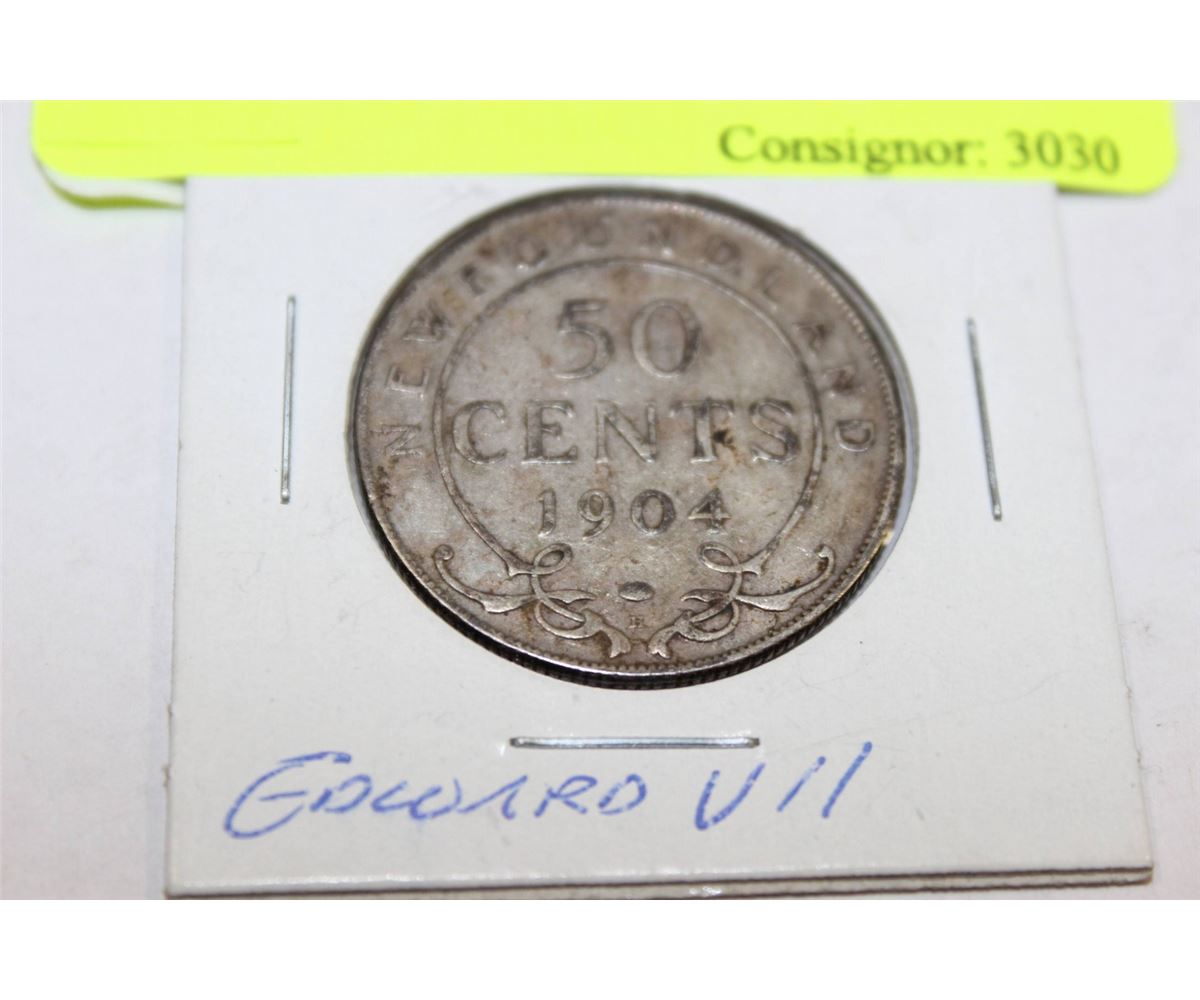 Consignor: 3030
NEWFOUNDLAND
50
CENTS
1904
H
EDWARD VII